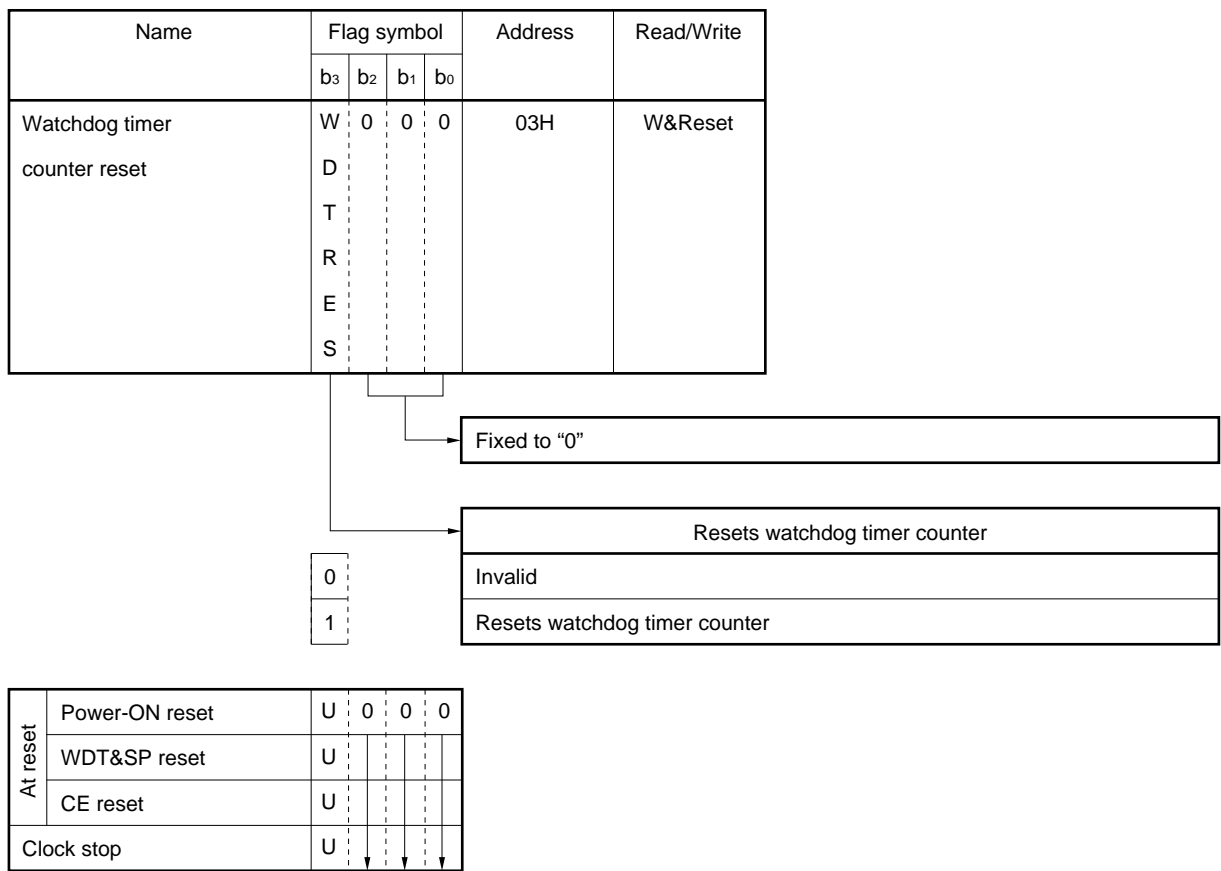 Name Flag symbol Address Read/Write
b3 b2 b1 b0
Watchdog timer W 0 0 0 03H W&Reset
counter reset D
T
R
E
S
Fixed to “0”
Resets watchdog timer counter
0 Invalid
1 Resets watchdog timer counter
At reset
Power-ON reset U 0 0 0
WDT&SP reset U
CE reset U
Clock stop U